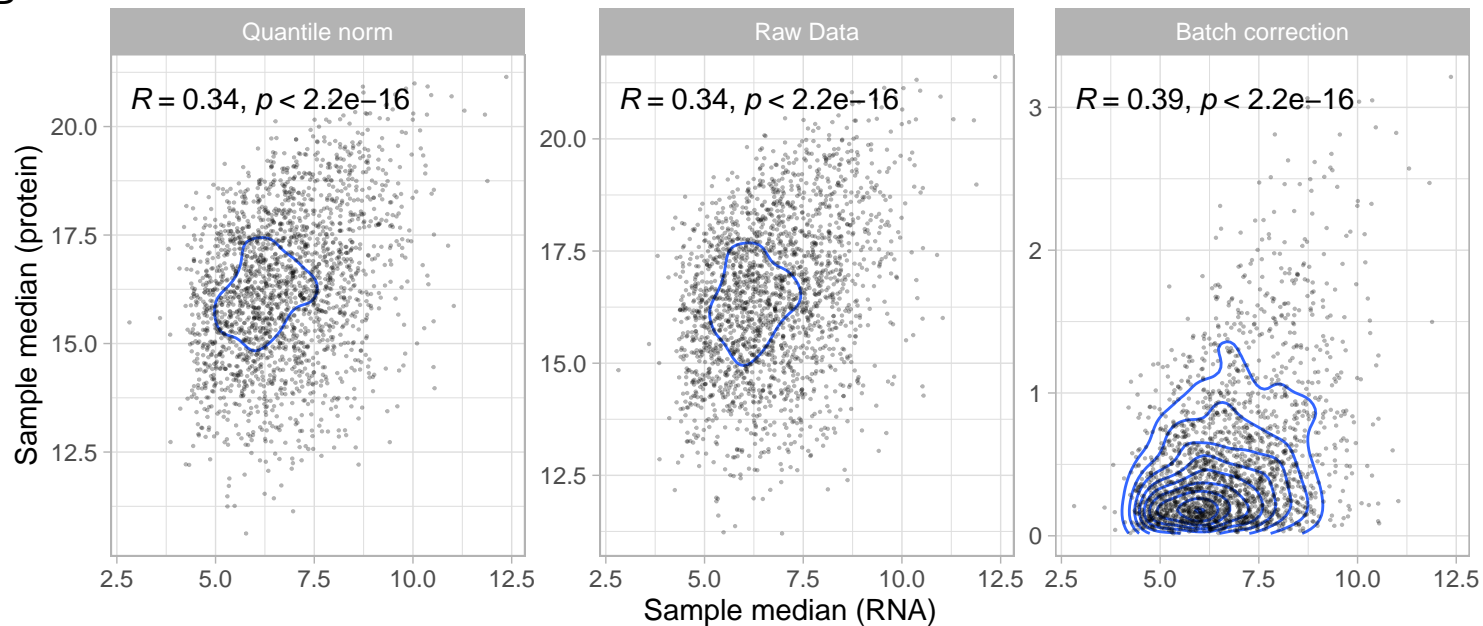 Quantile norm
Raw Data
Batch correction
R = 0.34, p < 2.2e−16
R = 0.34, p < 2.2e−16
R = 0.39, p < 2.2e−16
Sample median (protein)
20.0
17.5
15.0
12.5
20.0
17.5
15.0
12.5
3
2
1
0
2.5 5.0 7.5 10.0 12.5
2.5 5.0 7.5 10.0 12.5
2.5 5.0 7.5 10.0 12.5
Sample median (RNA)